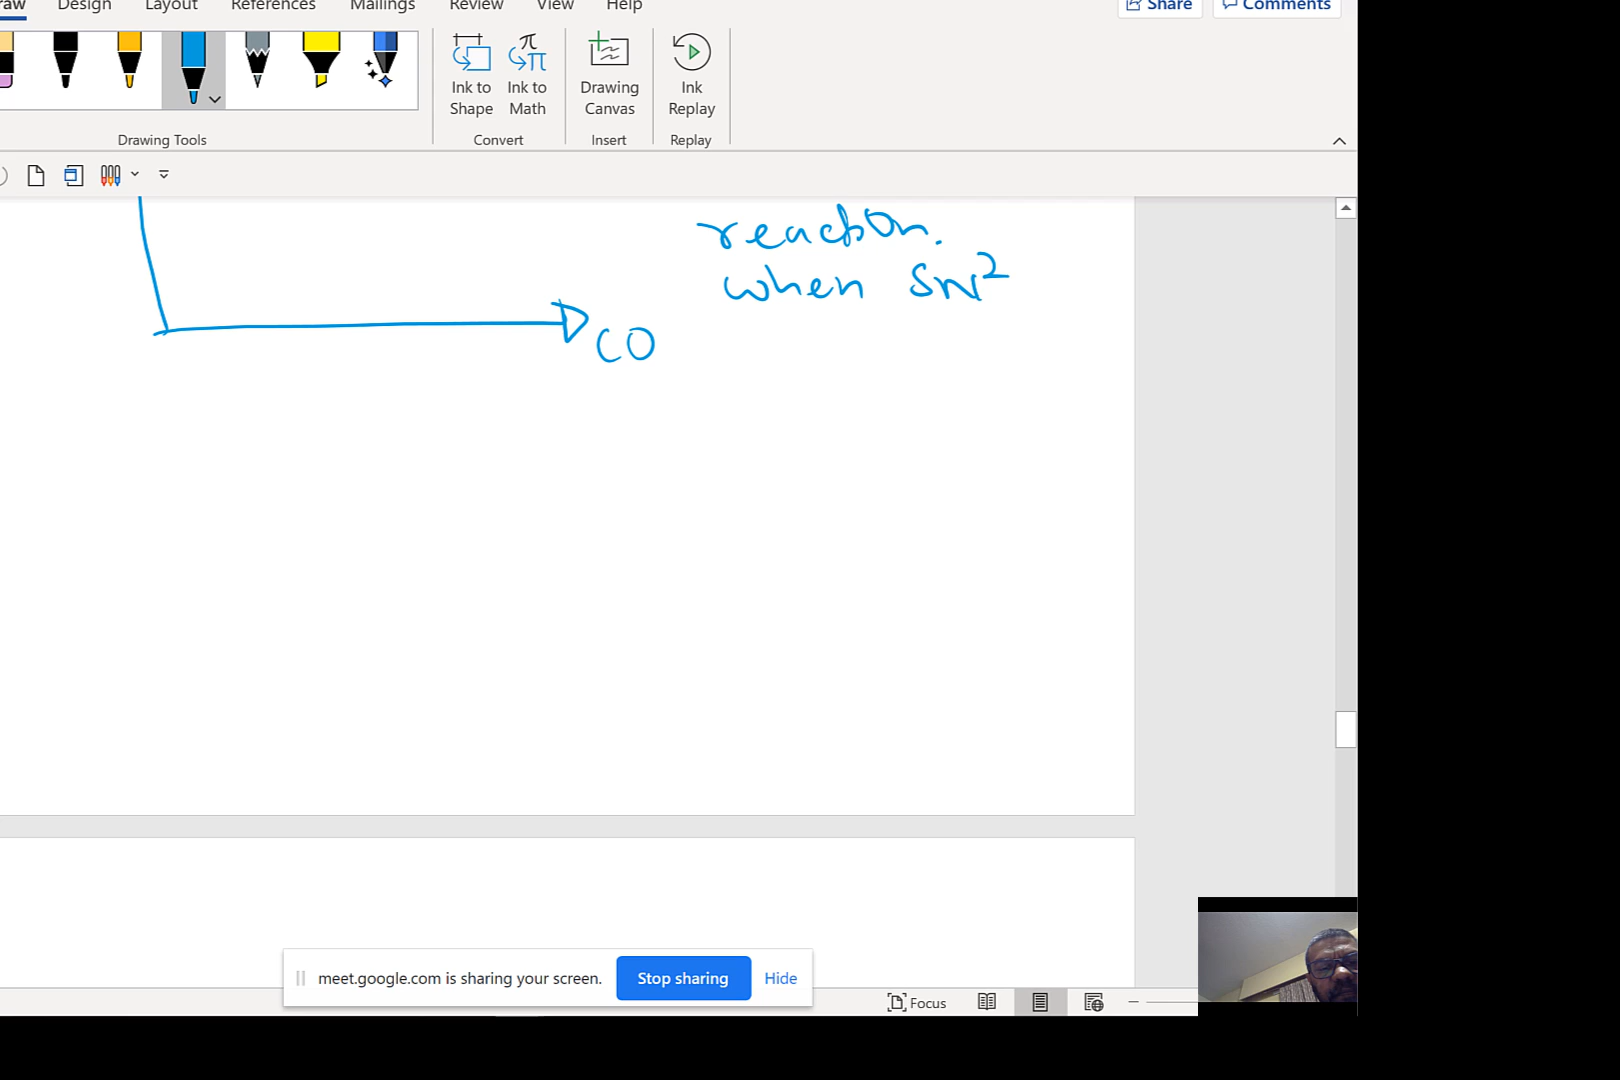 raw Design Layout References Mailings Review View Help Share Comments
Ink to Shape
Ink to Math
Drawing Canvas
Ink Replay
Drawing Tools Convert Insert Replay
reaction.
when SN²
CO
meet.google.com is sharing your screen. Stop sharing Hide
Focus